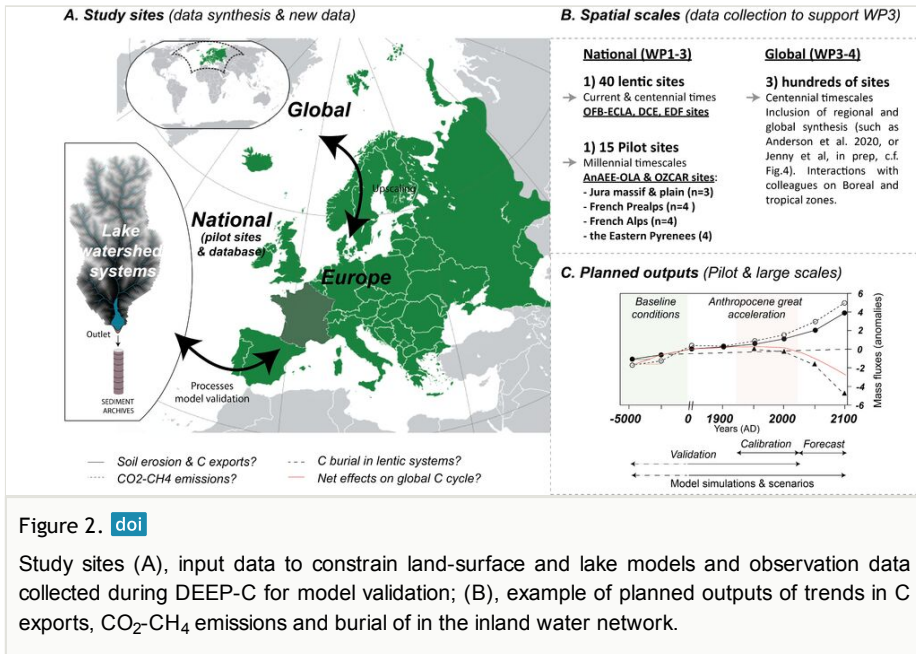 A. Study sites (data synthesis & new data)
Global
Upscaling
National
(pilot sites
& database)
Europe
Lake
watershed
systems
Outlet
SEDIMENT
ARCHIVES
Processes
model validation
Soil erosion & C exports?
CO2-CH4 emissions?
C burial in lentic systems?
Net effects on global C cycle?
B. Spatial scales (data collection to support WP3)
National (WP1-3)
1) 40 lentic sites
Current & centennial times
OFB-ECLA, DCE, EDF sites
1) 15 Pilot sites
Millennial timescales
AnAEE-OLA & OZCAR sites:
- Jura massif & plain (n=3)
- French Prealps (n=4 )
- French Alps (n=4)
- the Eastern Pyrenees (4)
Global (WP3-4)
3) hundreds of sites
Centennial timescales
Inclusion of regional and
global synthesis (such as
Anderson et al. 2020, or
Jenny et al, in prep, c.f.
Fig.4). Interactions with
colleagues on Boreal and
tropical zones.
C. Planned outputs (Pilot & large scales)
Baseline
conditions
Anthropocene great
acceleration
6
4
2
0
-2
-4
-6
Mass fluxes (anomalies)
-5000 0 1900 2000 2100
Years (AD)
Calibration Forecast
Validation
Model simulations & scenarios
Figure 2. doi
Study sites (A), input data to constrain land-surface and lake models and observation data
collected during DEEP-C for model validation; (B), example of planned outputs of trends in C
exports, CO2-CH4 emissions and burial of in the inland water network.